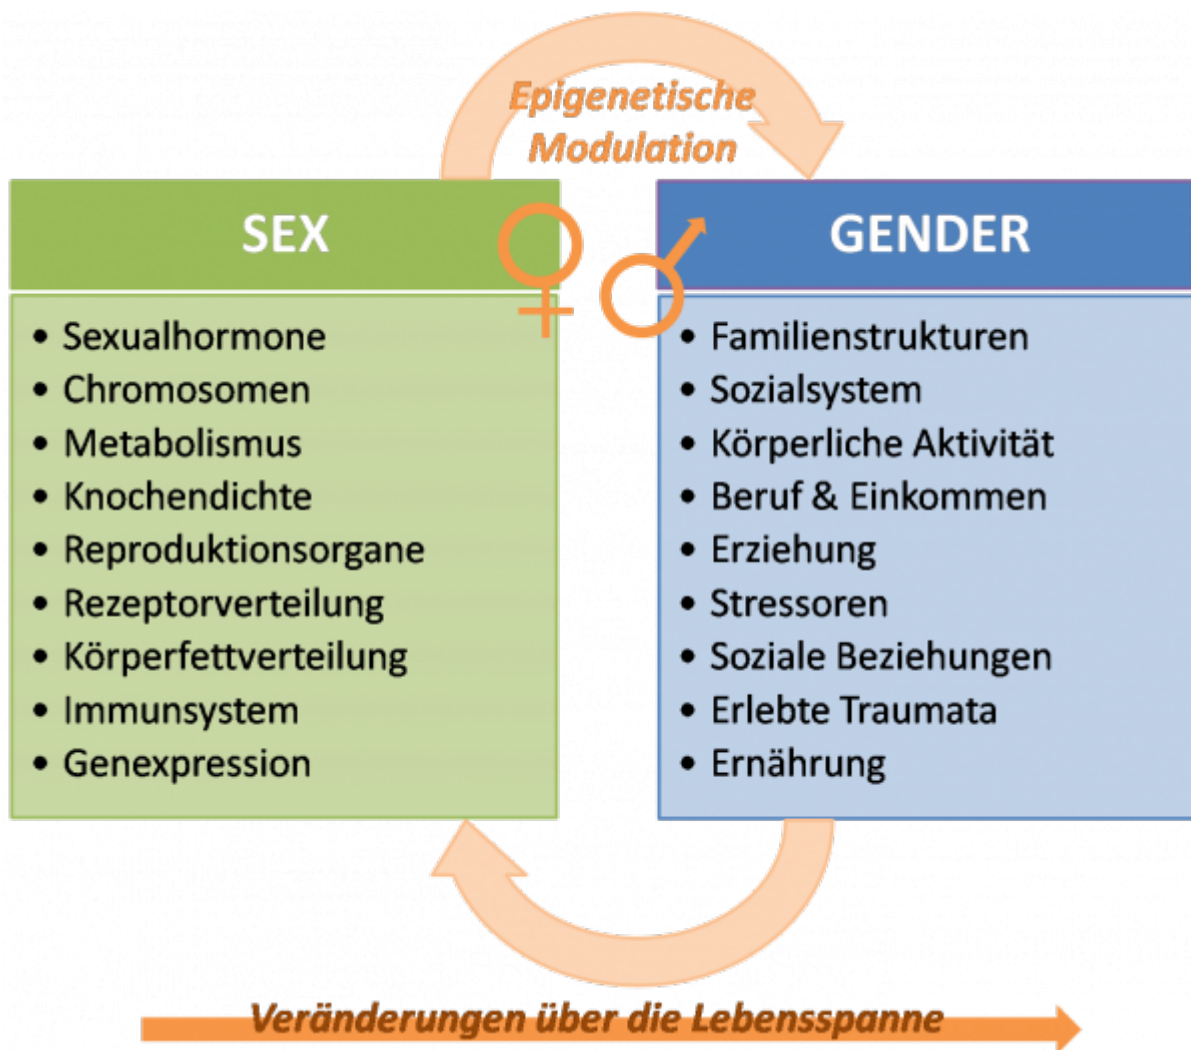 Epigenetische
Modulation
SEX
• Sexualhormone
• Chromosomen
• Metabolismus
• Knochendichte
• Reproduktionsorgane
• Rezeptorverteilung
• Körperfettverteilung
• Immunsystem
• Genexpression
GENDER
• Familienstrukturen
• Sozialsystem
• Körperliche Aktivität
• Beruf & Einkommen
• Erziehung
• Stressoren
• Soziale Beziehungen
• Erlebte Traumata
• Ernährung
Veränderungen über die Lebensspanne